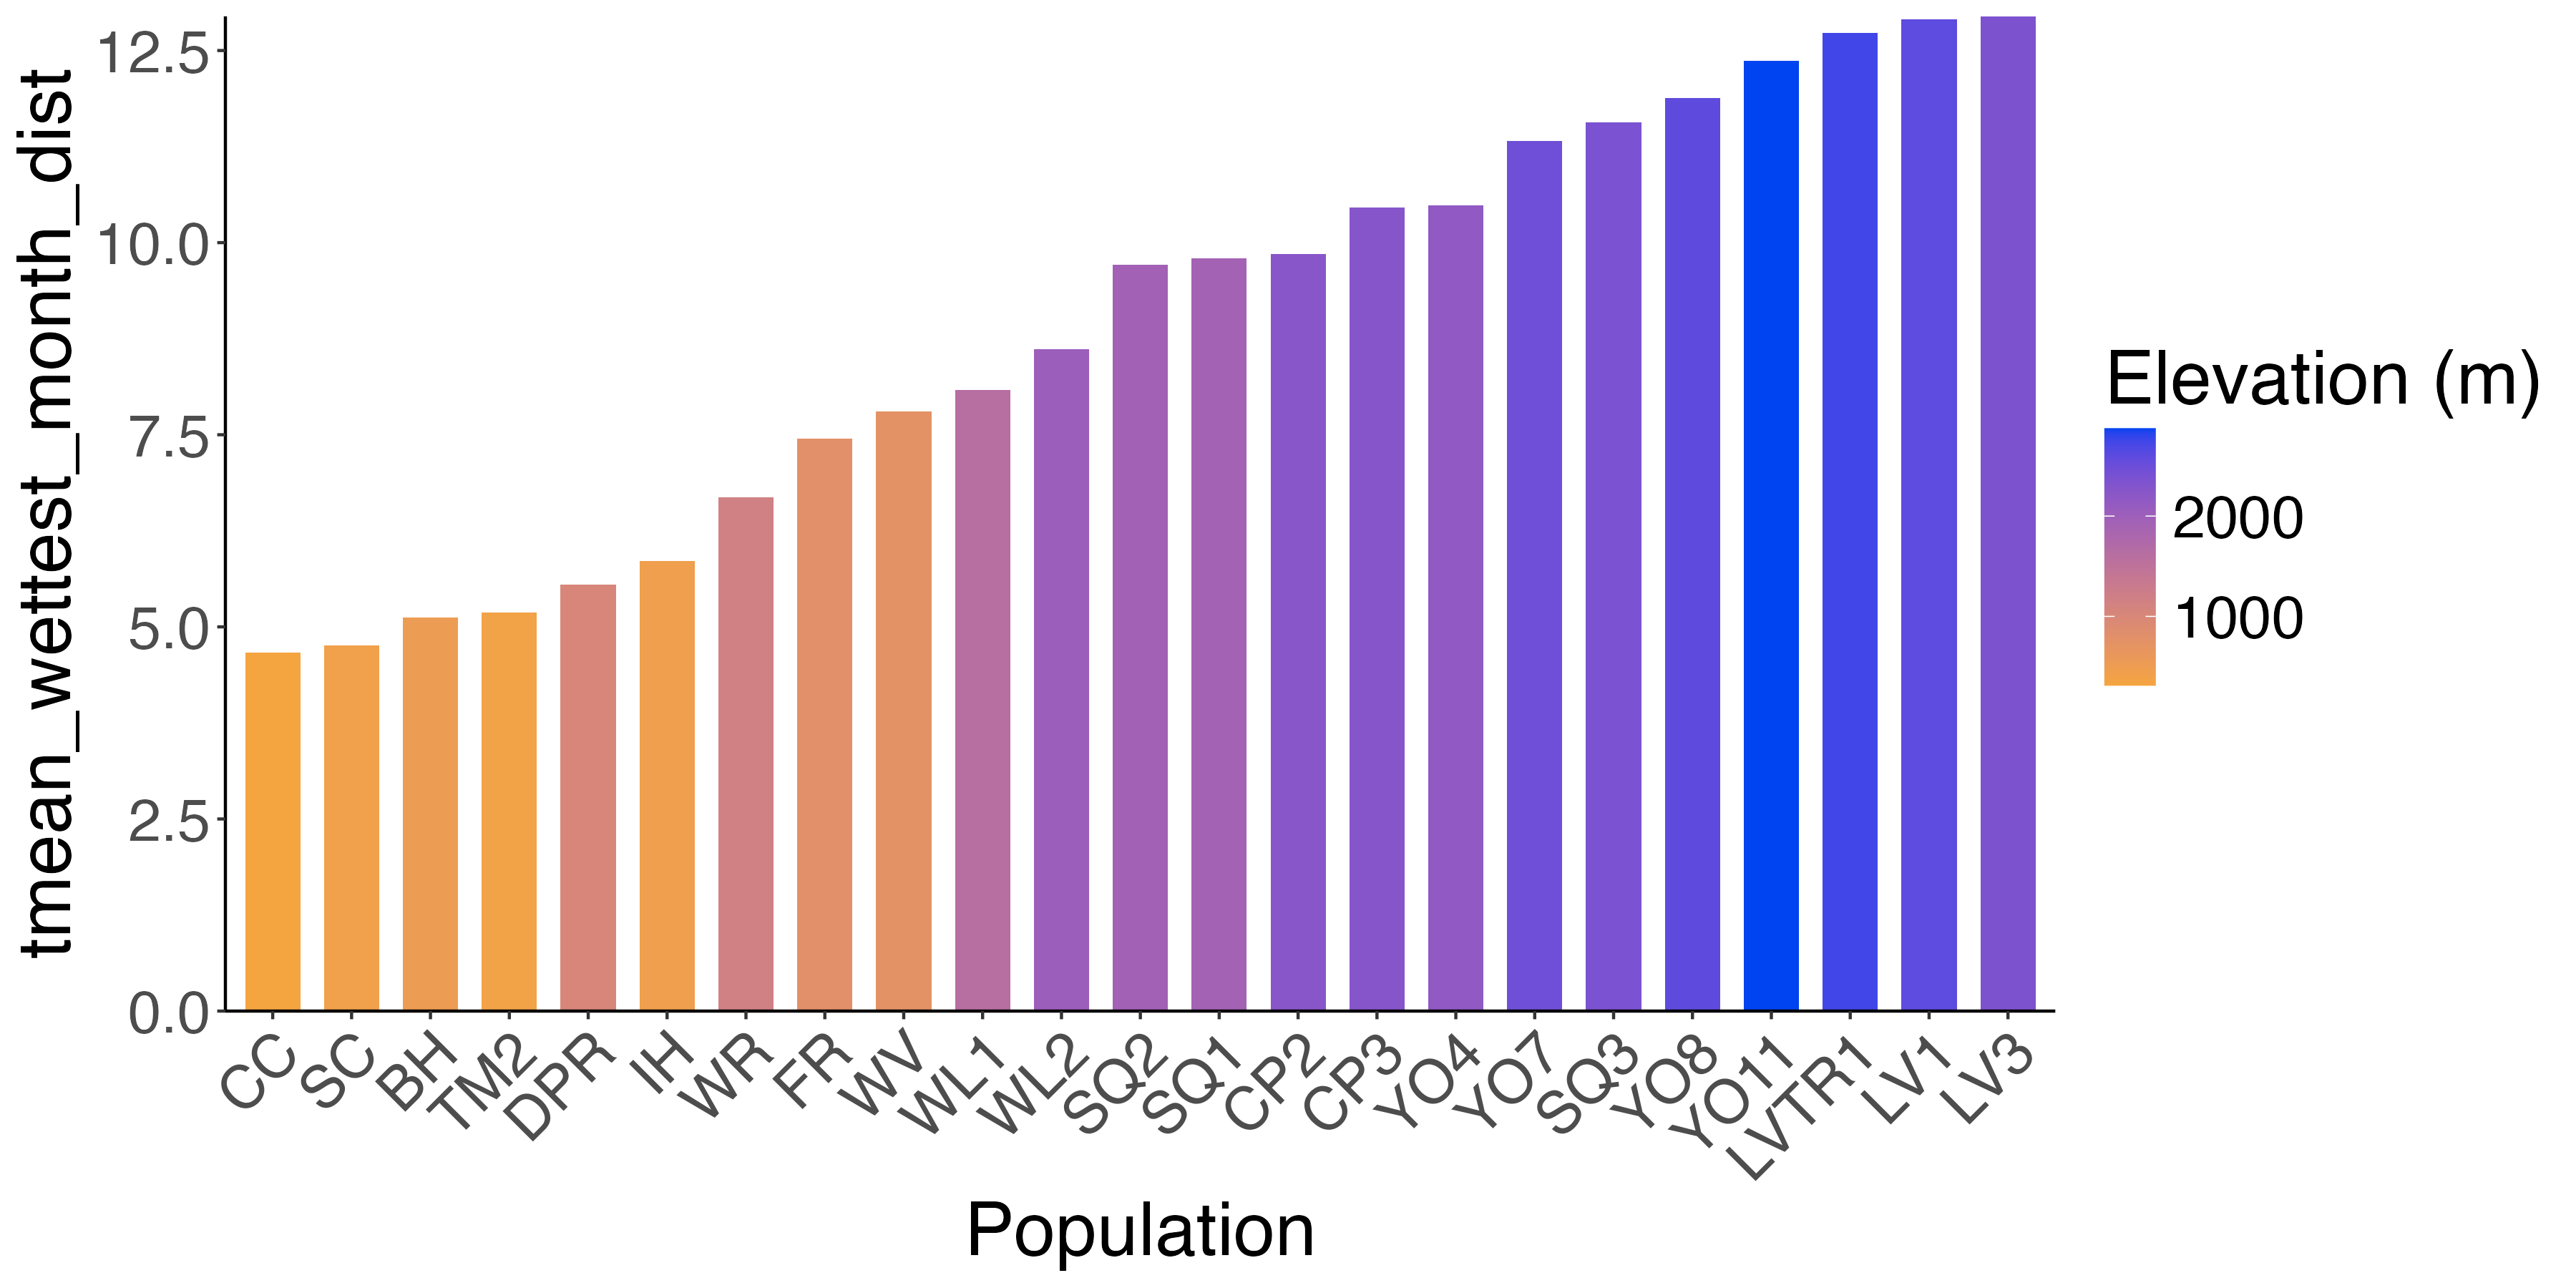 tmean_wettest_month_dist
12.5
10.0
7.5
5.0
2.5
0.0
CC
SC
BH
TM2
DPR
IH
WR
FR
WV
WL1
WL2
SQ2
SQ1
CP2
CP3
YO4
YO7
SQ3
YO8
YO11
LVTR1
LV1
LV3
Population
Elevation (m)
2000
1000